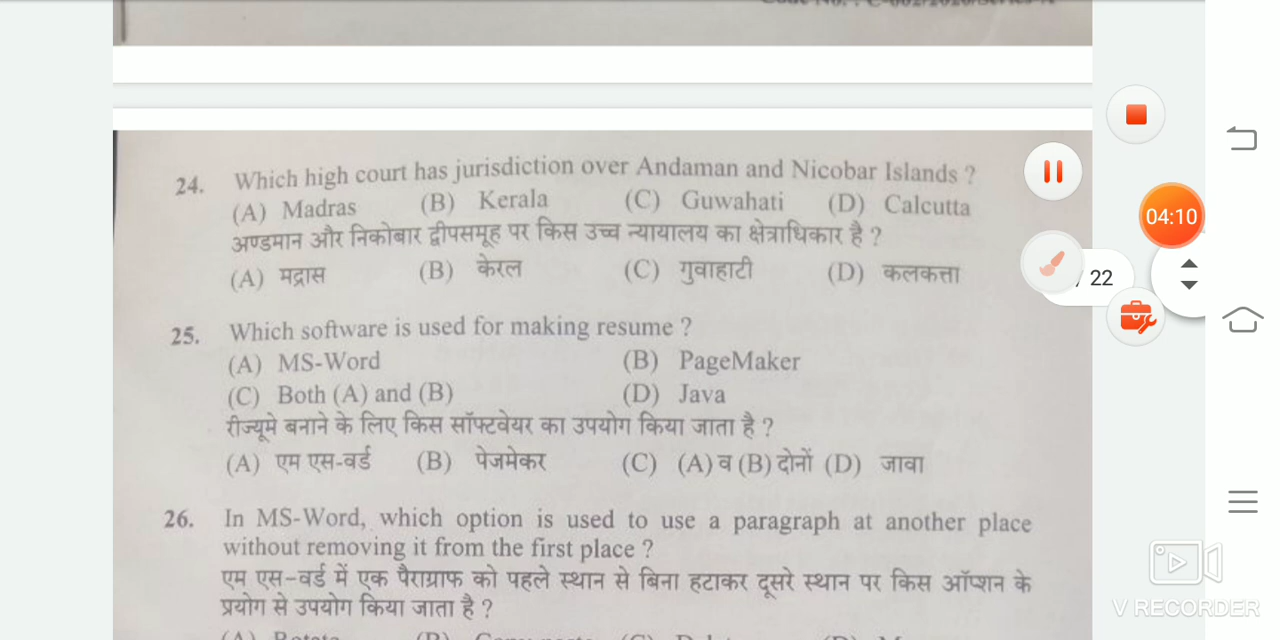 24. Which high court has jurisdiction over Andaman and Nicobar Islands ?
(A) Madras (B) Kerala (C) Guwahati (D) Calcutta
अण्डमान और निकोबार द्वीपसमूह पर किस उच्च न्यायालय का क्षेत्राधिकार है ?
(A) मद्रास (B) केरल (C) गुवाहाटी (D) कलकत्ता
25. Which software is used for making resume ?
(A) MS-Word (B) PageMaker
(C) Both (A) and (B) (D) Java
रीज्यूमे बनाने के लिए किस सॉफ्टवेयर का उपयोग किया जाता है ?
(A) एम एस-वर्ड (B) पेजमेकर (C) (A) व (B) दोनों (D) जावा
26. In MS-Word, which option is used to use a paragraph at another place
without removing it from the first place ?
एम एस-वर्ड में एक पैराग्राफ को पहले स्थान से बिना हटाकर दूसरे स्थान पर किस ऑप्शन के
प्रयोग से उपयोग किया जाता है ?
04:10
/ 22
V RECORDER